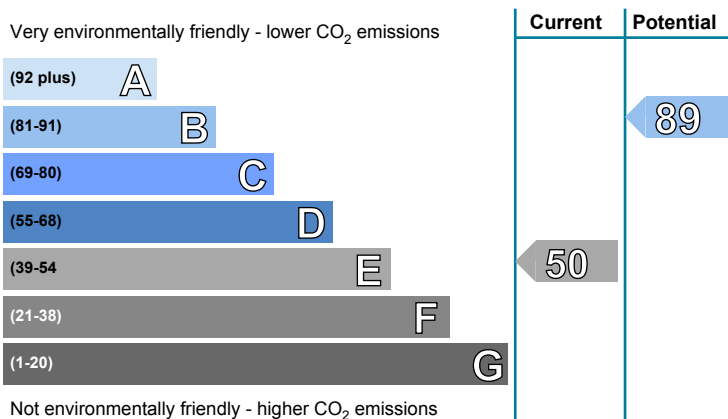 Current Potential
Very environmentally friendly - lower CO2 emissions
(92 plus) A
(81-91) B
89
(69-80) C
(55-68) D
(39-54 E
50
(21-38) F
(1-20) G
Not environmentally friendly - higher CO2 emissions